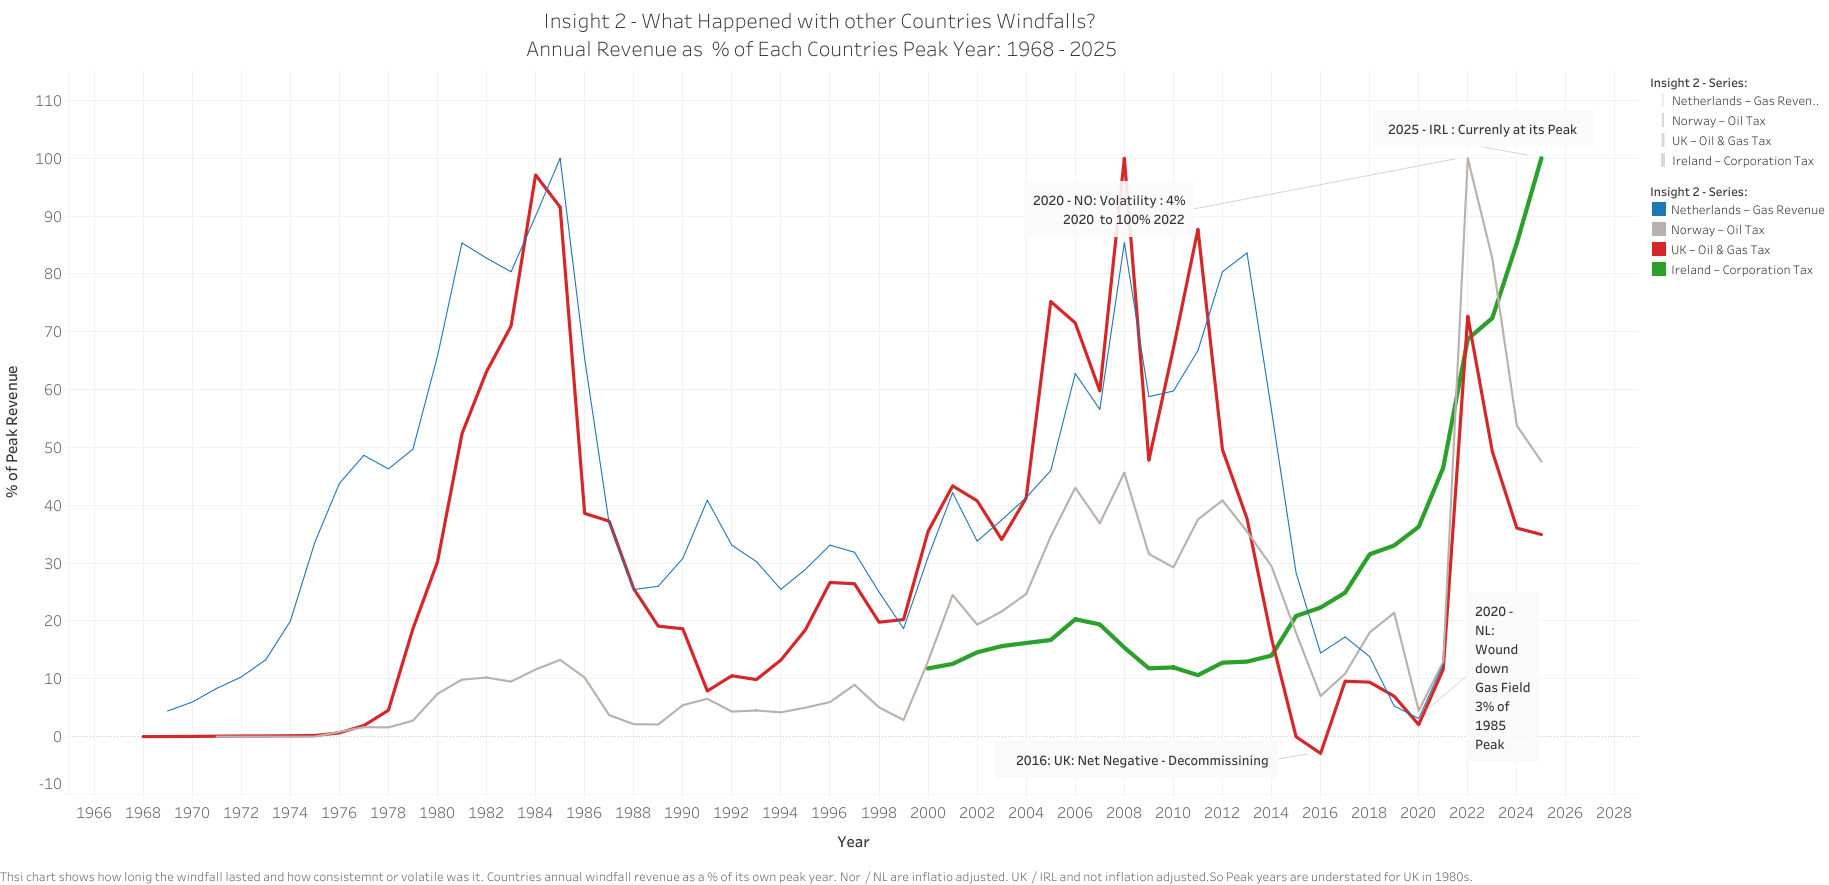 Insight 2 - What Happened with other Countries Windfalls?
Annual Revenue as % of Each Countries Peak Year: 1968 - 2025
% of Peak Revenue
110
100
90
80
70
60
50
40
30
20
10
0
-10
2025 - IRL : Currenly at its Peak
2020 - NO: Volatility : 4%
2020 to 100% 2022
2020 -
NL:
Wound
down
Gas Field
3% of
1985
Peak
2016: UK: Net Negative - Decommissining
1966 1968 1970 1972 1974 1976 1978 1980 1982 1984 1986 1988 1990 1992 1994 1996 1998 2000 2002 2004 2006 2008 2010 2012 2014 2016 2018 2020 2022 2024 2026 2028
Year
Insight 2 - Series:
Netherlands – Gas Reven..
Norway – Oil Tax
UK – Oil & Gas Tax
Ireland – Corporation Tax
Insight 2 - Series:
Netherlands – Gas Revenue
Norway – Oil Tax
UK – Oil & Gas Tax
Ireland – Corporation Tax
Thsi chart shows how lonig the windfall lasted and how consistemnt or volatile was it. Countries annual windfall revenue as a % of its own peak year. Nor / NL are inflatio adjusted. UK / IRL and not inflation adjusted.So Peak years are understated for UK in 1980s.